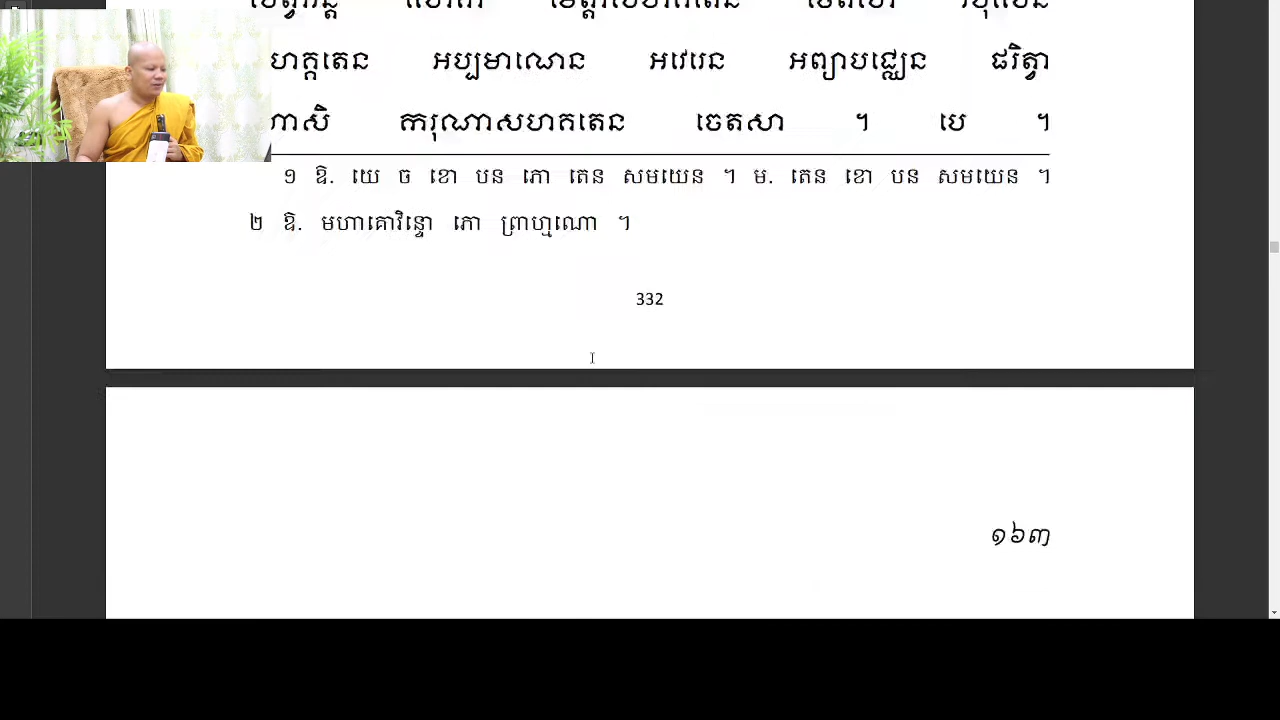 ហគ្គតេន អប្បមាណេន អវេរេន អព្យាបជ្ឈេន ផរិត្វា
ហាសិ ករុណាសហគតេន ចេតសា ។ បេ ។
១ ឱ. យេ ច ខោ បន ភោ តេន សមយេន ។ ម. តេន ខោ បន សមយេន ។
២ ឱ. មហាគោវិន្ទោ ភោ ព្រាហ្មណោ ។
332
១៦៣